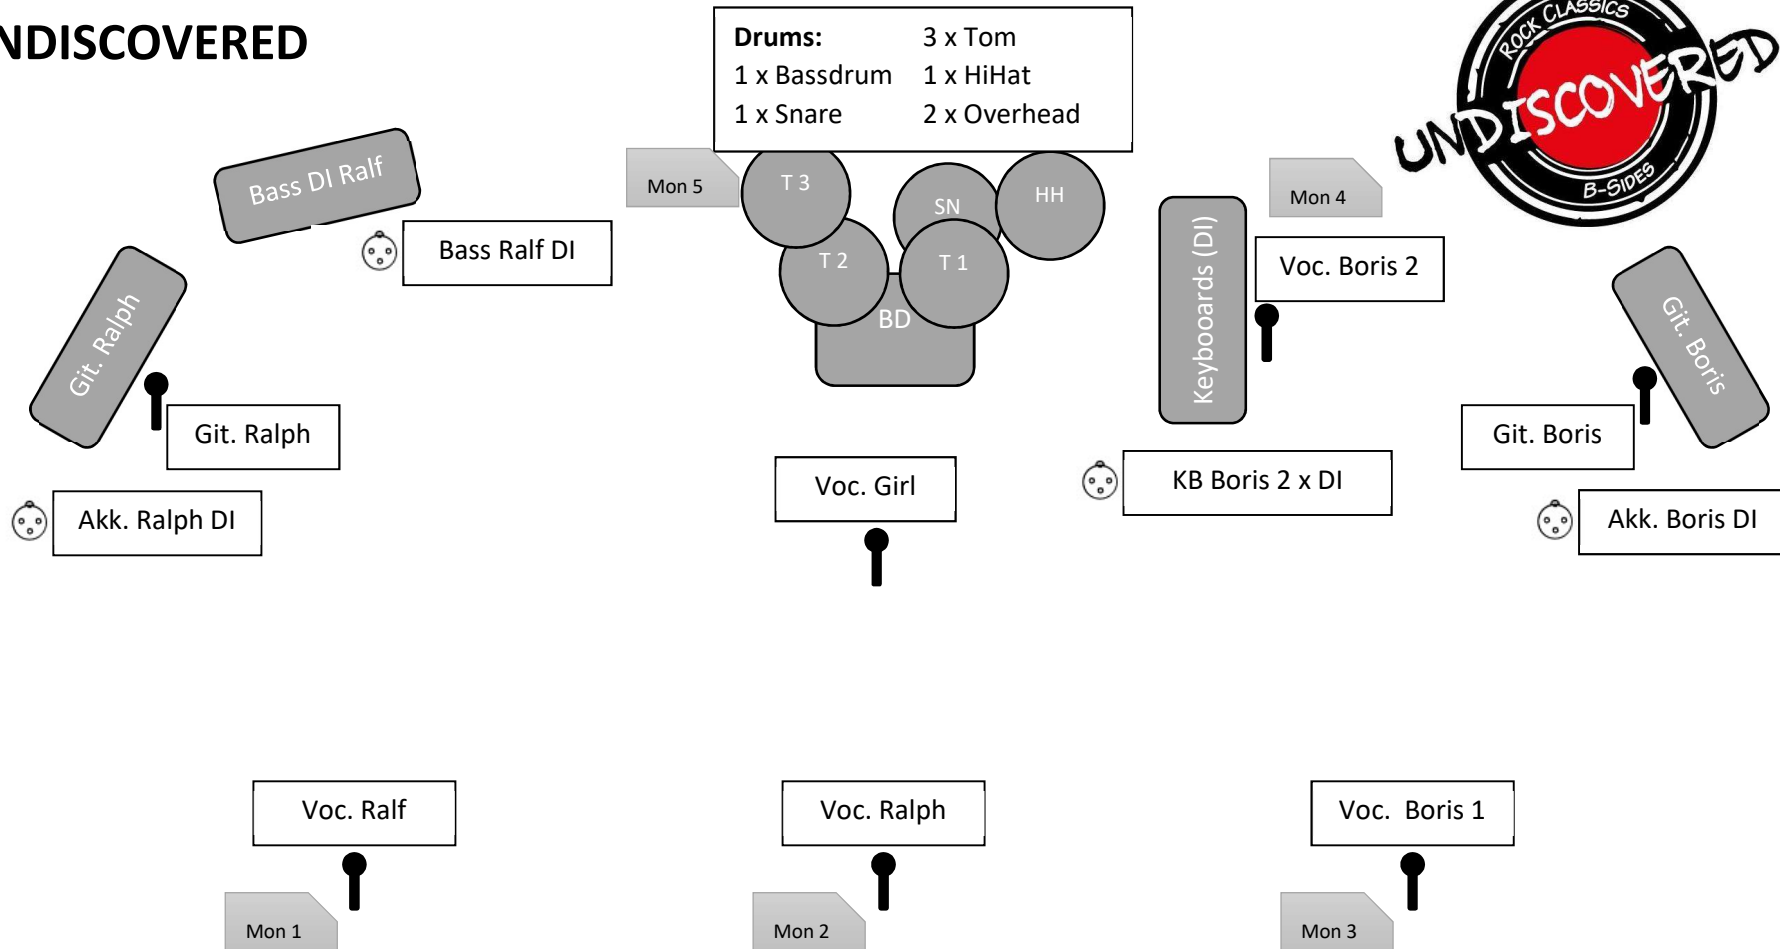 NDISCOVERED
Drums: 3 x Tom
1 x Bassdrum 1 x HiHat
1 x Snare 2 x Overhead
ROCK CLASSICS
UNDISCOVERED
B-SIDES
Bass DI Ralf
Mon 5
T 3
SN
HH
Mon 4
Bass Ralf DI
T 2
T 1
Keybooards (DI)
Voc. Boris 2
BD
Git. Ralph
Git. Boris
Git. Ralph
Git. Boris
Voc. Girl
KB Boris 2 x DI
Akk. Ralph DI
Akk. Boris DI
Voc. Ralf
Voc. Ralph
Voc. Boris 1
Mon 1
Mon 2
Mon 3